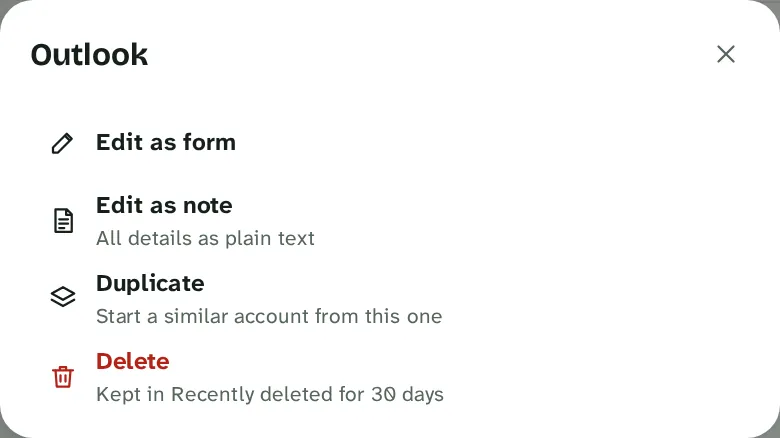 Outlook
Edit as form
Edit as note
All details as plain text
Duplicate
Start a similar account from this one
Delete
Kept in Recently deleted for 30 days